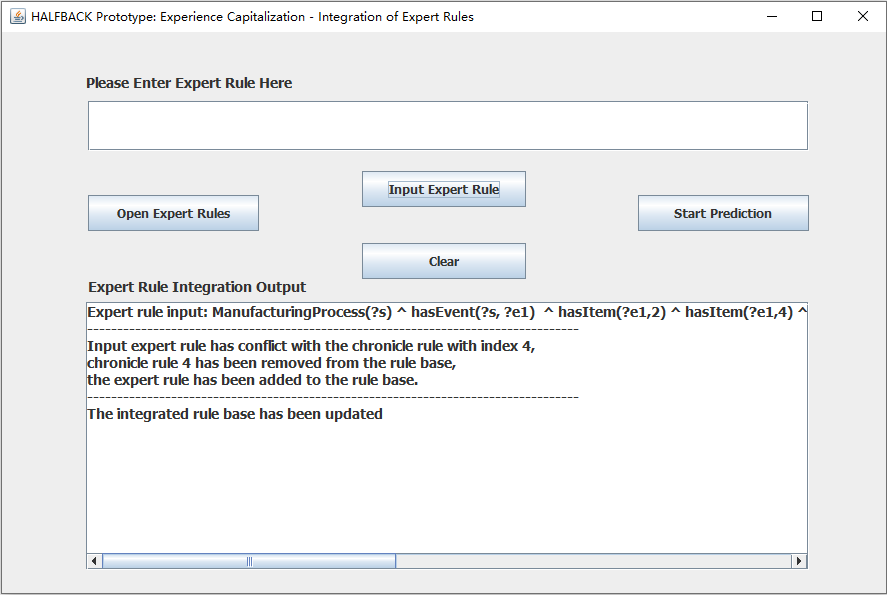 HALFBACK Prototype: Experience Capitalization - Integration of Expert Rules
Please Enter Expert Rule Here
Input Expert Rule
Open Expert Rules
Start Prediction
Clear
Expert Rule Integration Output
Expert rule input: ManufacturingProcess(?s) ^ hasEvent(?s, ?e1)  ^ hasItem(?e1,2) ^ hasItem(?e1,4) ^
--------------------------------------------------------------------------------
Input expert rule has conflict with the chronicle rule with index 4,
chronicle rule 4 has been removed from the rule base,
the expert rule has been added to the rule base.
--------------------------------------------------------------------------------
The integrated rule base has been updated